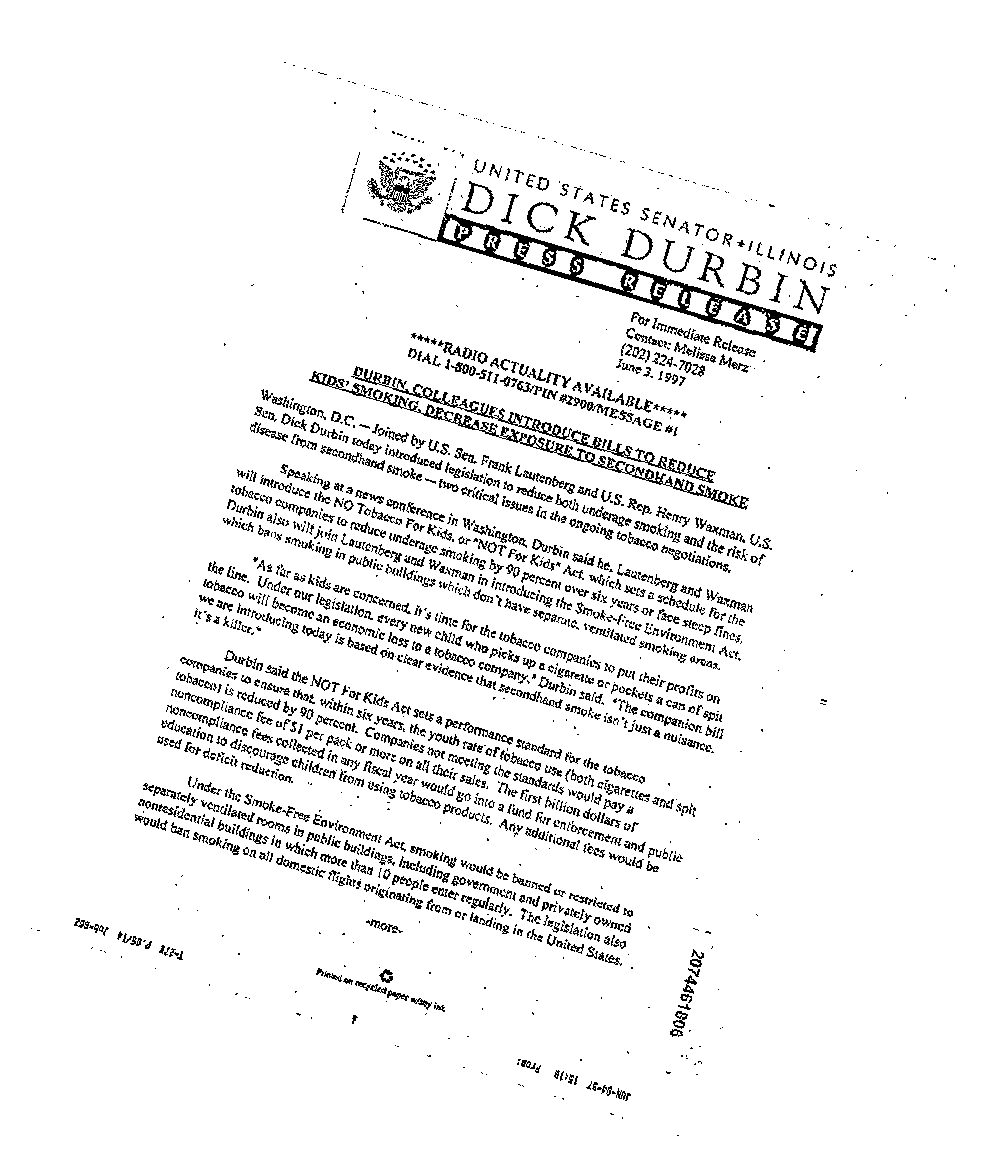 UNITED STATES SENATOR•ILLINOIS
DICK DURBIN
PRESS RELEASE
For Immediate Release
Contact: Melissa Merz
(202) 224-7028
June 2, 1997
*****RADIO ACTUALITY AVAILABLE*****
DIAL 1-800-511-0763/PIN #2900/MESSAGE #1
DURBIN, COLLEAGUES INTRODUCE BILLS TO REDUCE
KIDS' SMOKING, DECREASE EXPOSURE TO SECONDHAND SMOKE
Washington, D.C. — Joined by U.S. Sen. Frank Lautenberg and U.S. Rep. Henry Waxman, U.S.
Sen. Dick Durbin today introduced legislation to reduce both underage smoking and the risk of
disease from secondhand smoke — two critical issues in the ongoing tobacco negotiations.
Speaking at a news conference in Washington, Durbin said he, Lautenberg and Waxman
will introduce the NO Tobacco For Kids, or "NOT For Kids" Act, which sets a schedule for the
tobacco companies to reduce underage smoking by 90 percent over six years or face steep fines.
Durbin also will join Lautenberg and Waxman in introducing the Smoke-Free Environment Act,
which bans smoking in public buildings which don't have separate, ventilated smoking areas.
"As far as kids are concerned, it's time for the tobacco companies to put their profits on
the line. Under our legislation, every new child who picks up a cigarette or pockets a can of spit
tobacco will become an economic loss to a tobacco company," Durbin said. "The companion bill
we are introducing today is based on clear evidence that secondhand smoke isn't just a nuisance,
it's a killer."
Durbin said the NOT For Kids Act sets a performance standard for the tobacco
companies to ensure that, within six years, the youth rate of tobacco use (both cigarettes and spit
tobacco) is reduced by 90 percent. Companies not meeting the standards would pay a
noncompliance fee of $1 per pack or more on all their sales. The first billion dollars of
noncompliance fees collected in any fiscal year would go into a fund for enforcement and public
education to discourage children from using tobacco products. Any additional fees would be
used for deficit reduction.
Under the Smoke-Free Environment Act, smoking would be banned or restricted to
separately ventilated rooms in public buildings, including government and privately owned
nonresidential buildings in which more than 10 people enter regularly. The legislation also
would ban smoking on all domestic flights originating from or landing in the United States.
-more-
Printed on recycled paper w/soy ink
2074461806
T-278 P.05/14 Job-662
JUN-04-97 15:18 From: